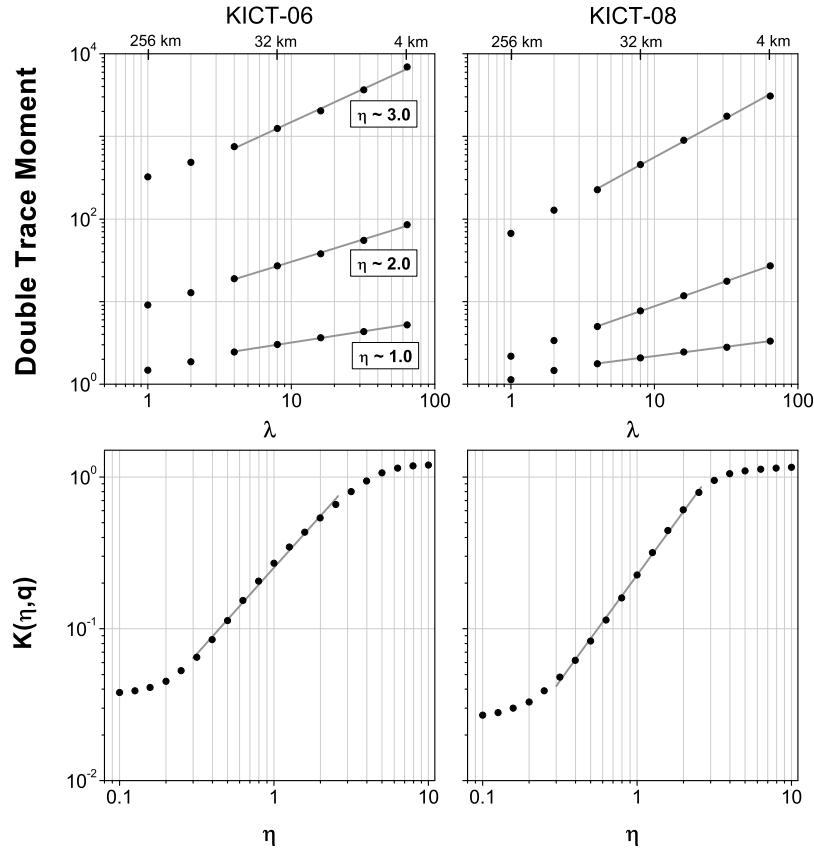 KICT-06 KICT-08
256 km 32 km 4 km 256 km 32 km 4 km
Double Trace Moment
10^4
10^2
10^0
η ~ 3.0
η ~ 2.0
η ~ 1.0
1 10 100 1 10 100
λ λ
K(η,q)
10^0
10^-1
10^-2
0.1 1 10 0.1 1 10
η η